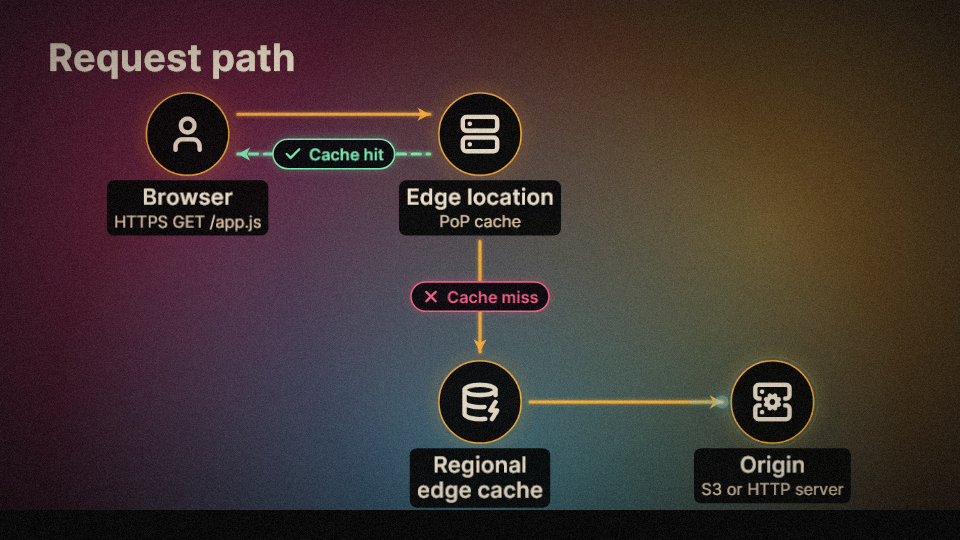 Request path
Cache hit
Browser
HTTPS GET /app.js
Edge location
PoP cache
Cache miss
Regional
edge cache
Origin
S3 or HTTP server